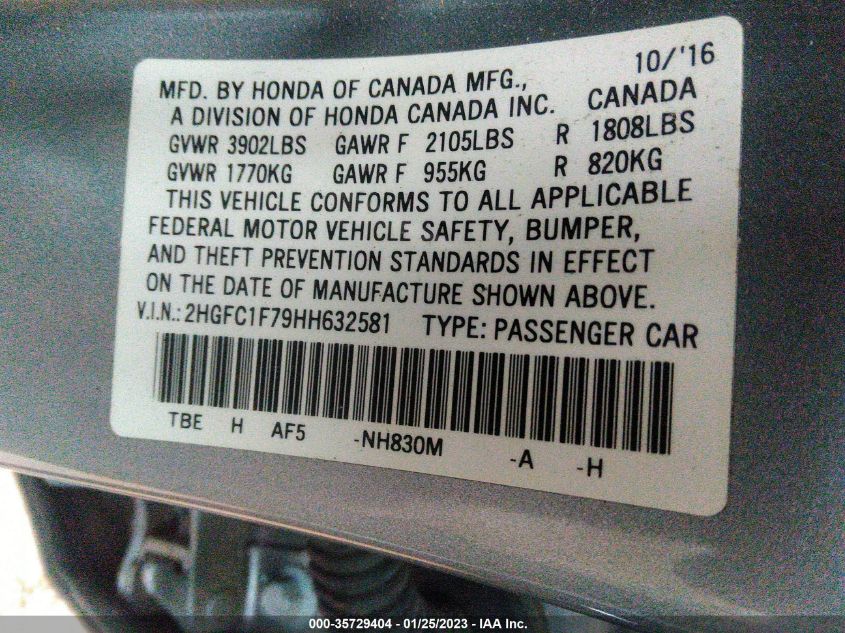 10/'16
MFD. BY HONDA OF CANADA MFG.,
A DIVISION OF HONDA CANADA INC. CANADA
GVWR 3902LBS GAWR F 2105LBS R 1808LBS
GVWR 1770KG GAWR F 955KG R 820KG
THIS VEHICLE CONFORMS TO ALL APPLICABLE
FEDERAL MOTOR VEHICLE SAFETY, BUMPER,
AND THEFT PREVENTION STANDARDS IN EFFECT
ON THE DATE OF MANUFACTURE SHOWN ABOVE.
V.I.N.: 2HGFC1F79HH632581 TYPE: PASSENGER CAR
TBE H AF5 -NH830M -A -H
000-35729404 - 01/25/2023 - IAA Inc.